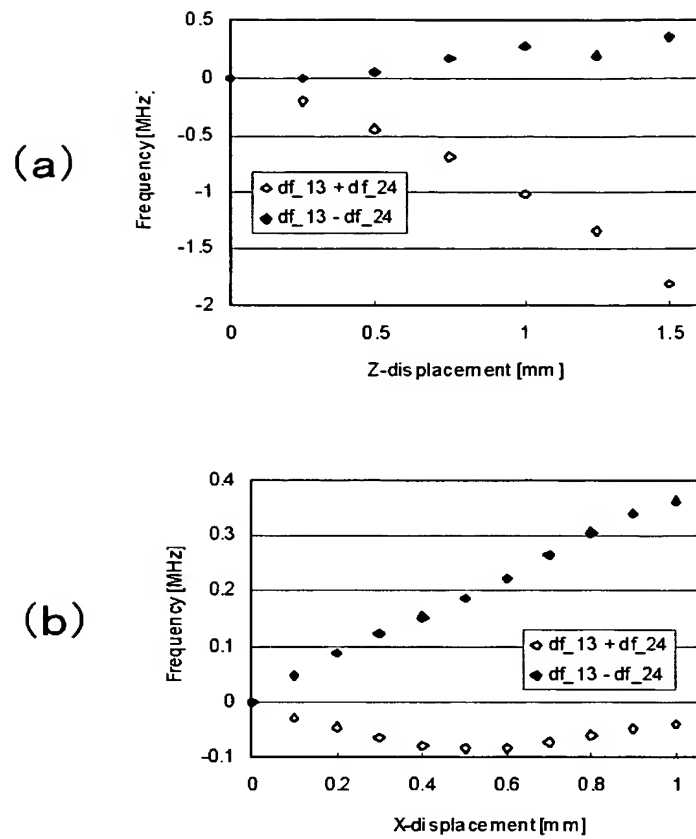 (a)
Frequency [MHz]
0.5
0
-0.5
-1
-1.5
-2
df_13 + df_24
df_13 - df_24
0 0.5 1 1.5
Z-displacement [mm]
(b)
Frequency [MHz]
0.4
0.3
0.2
0.1
0
-0.1
df_13 + df_24
df_13 - df_24
0 0.2 0.4 0.6 0.8 1
X-displacement [mm]